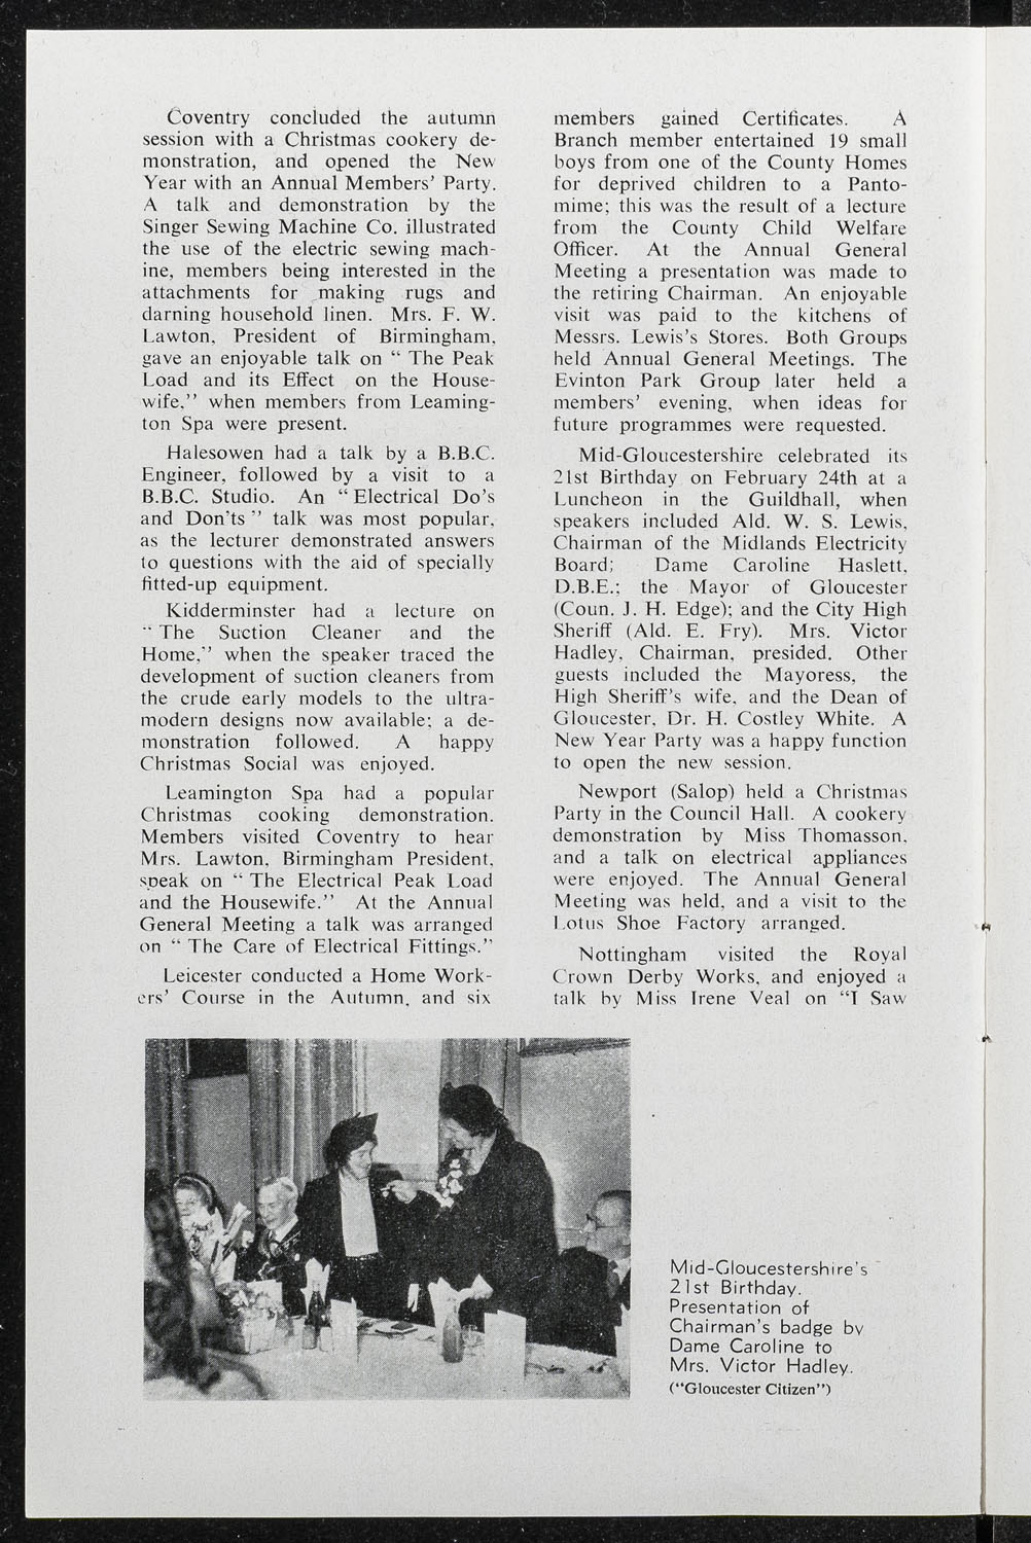 Coventry concluded the autumn
session with a Christmas cookery de-
monstration, and opened the New
Year with an Annual Members' Party.
A talk and demonstration by the
Singer Sewing Machine Co. illustrated
the use of the electric sewing mach-
ine, members being interested in the
attachments for making rugs and
darning household linen. Mrs. F. W.
Lawton, President of Birmingham,
gave an enjoyable talk on “ The Peak
Load and its Effect on the House-
wife,” when members from Leaming-
ton Spa were present.
Halesowen had a talk by a B.B.C.
Engineer, followed by a visit to a
B.B.C. Studio. An “ Electrical Do's
and Don'ts ” talk was most popular,
as the lecturer demonstrated answers
to questions with the aid of specially
fitted-up equipment.
Kidderminster had a lecture on
“ The Suction Cleaner and the
Home,” when the speaker traced the
development of suction cleaners from
the crude early models to the ultra-
modern designs now available; a de-
monstration followed. A happy
Christmas Social was enjoyed.
Leamington Spa had a popular
Christmas cooking demonstration.
Members visited Coventry to hear
Mrs. Lawton, Birmingham President,
speak on “ The Electrical Peak Load
and the Housewife.” At the Annual
General Meeting a talk was arranged
on “ The Care of Electrical Fittings.”
Leicester conducted a Home Work-
ers' Course in the Autumn, and six
members gained Certificates. A
Branch member entertained 19 small
boys from one of the County Homes
for deprived children to a Panto-
mime; this was the result of a lecture
from the County Child Welfare
Officer. At the Annual General
Meeting a presentation was made to
the retiring Chairman. An enjoyable
visit was paid to the kitchens of
Messrs. Lewis's Stores. Both Groups
held Annual General Meetings. The
Evinton Park Group later held a
members' evening, when ideas for
future programmes were requested.
Mid-Gloucestershire celebrated its
21st Birthday on February 24th at a
Luncheon in the Guildhall, when
speakers included Ald. W. S. Lewis,
Chairman of the Midlands Electricity
Board; Dame Caroline Haslett,
D.B.E.; the Mayor of Gloucester
(Coun. J. H. Edge); and the City High
Sheriff (Ald. E. Fry). Mrs. Victor
Hadley, Chairman, presided. Other
guests included the Mayoress, the
High Sheriff's wife, and the Dean of
Gloucester, Dr. H. Costley White. A
New Year Party was a happy function
to open the new session.
Newport (Salop) held a Christmas
Party in the Council Hall. A cookery
demonstration by Miss Thomasson,
and a talk on electrical appliances
were enjoyed. The Annual General
Meeting was held, and a visit to the
Lotus Shoe Factory arranged.
Nottingham visited the Royal
Crown Derby Works, and enjoyed a
talk by Miss Irene Veal on “I Saw
Mid-Gloucestershire's
21st Birthday.
Presentation of
Chairman's badge by
Dame Caroline to
Mrs. Victor Hadley.
(“Gloucester Citizen”)